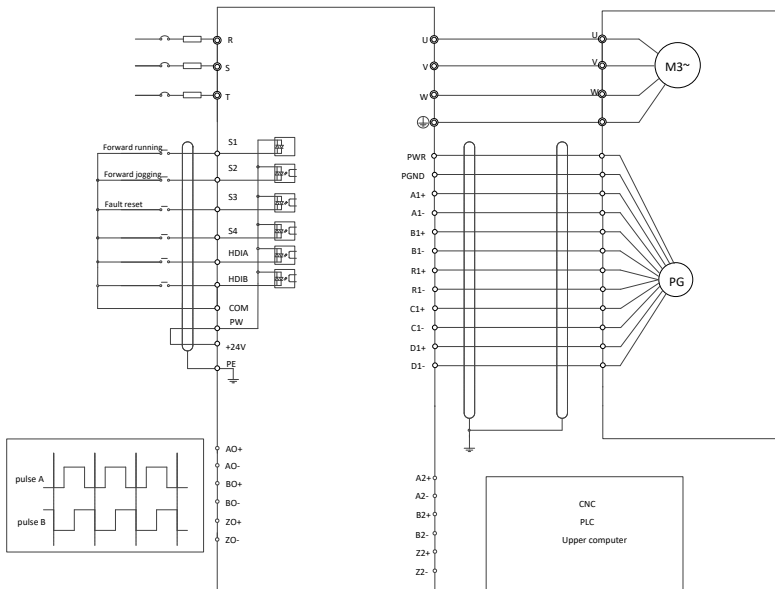 R
S
T
Forward running
S1
Forward jogging
S2
Fault reset
S3
S4
HDIA
HDIB
COM
PW
+24V
PE
U
V
W
U
V
W
M3~
PWR
PGND
A1+
A1-
B1+
B1-
R1+
R1-
C1+
C1-
D1+
D1-
PG
pulse A
pulse B
AO+
AO-
BO+
BO-
ZO+
ZO-
A2+
A2-
B2+
B2-
Z2+
Z2-
CNC
PLC
Upper computer